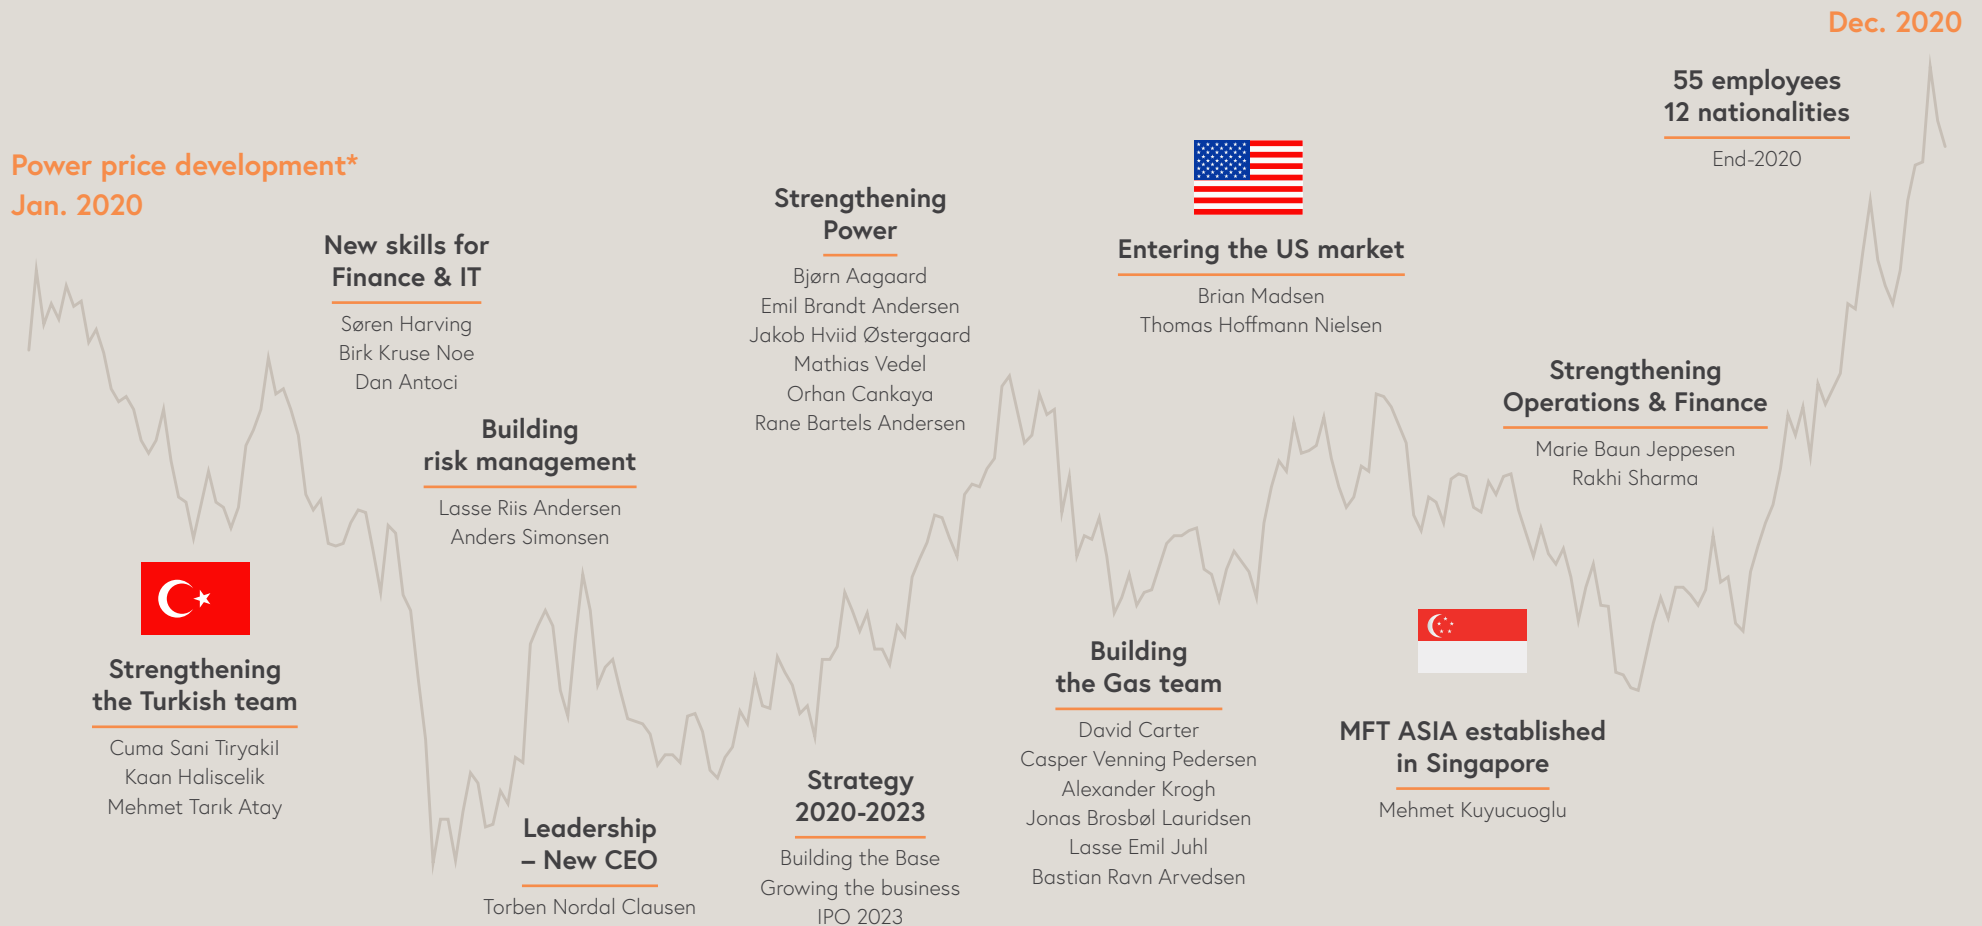 Power price development*
Jan. 2020
Dec. 2020
Strengthening
the Turkish team
Cuma Sani Tiryakil
Kaan Haliscelik
Mehmet Tarık Atay
New skills for
Finance & IT
Søren Harving
Birk Kruse Noe
Dan Antoci
Building
risk management
Lasse Riis Andersen
Anders Simonsen
Leadership
– New CEO
Torben Nordal Clausen
Strengthening
Power
Bjørn Aagaard
Emil Brandt Andersen
Jakob Hviid Østergaard
Mathias Vedel
Orhan Cankaya
Rane Bartels Andersen
Strategy
2020-2023
Building the Base
Growing the business
IPO 2023
Entering the US market
Brian Madsen
Thomas Hoffmann Nielsen
Building
the Gas team
David Carter
Casper Venning Pedersen
Alexander Krogh
Jonas Brosbøl Lauridsen
Lasse Emil Juhl
Bastian Ravn Arvedsen
MFT ASIA established
in Singapore
Mehmet Kuyucuoglu
Strengthening
Operations & Finance
Marie Baun Jeppesen
Rakhi Sharma
55 employees
12 nationalities
End-2020